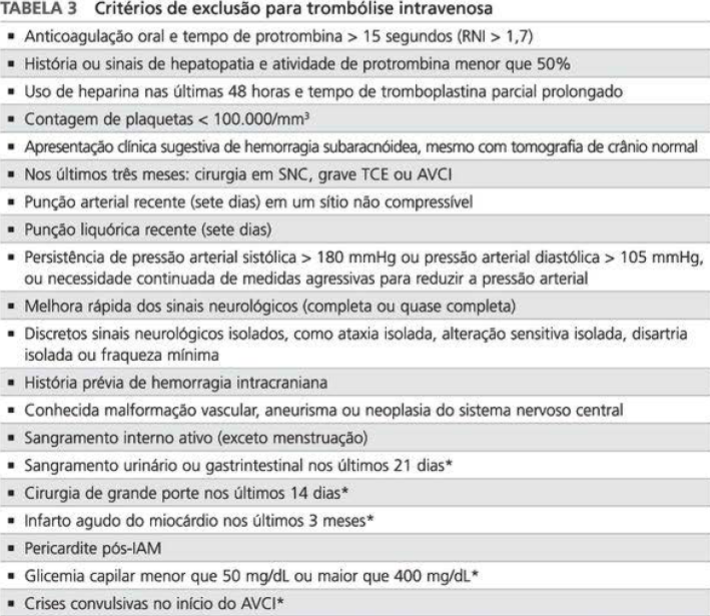 TABELA 3 Critérios de exclusão para trombólise intravenosa
▪ Anticoagulação oral e tempo de protrombina > 15 segundos (RNI > 1,7)
▪ História ou sinais de hepatopatia e atividade de protrombina menor que 50%
▪ Uso de heparina nas últimas 48 horas e tempo de tromboplastina parcial prolongado
▪ Contagem de plaquetas < 100.000/mm³
▪ Apresentação clínica sugestiva de hemorragia subaracnóidea, mesmo com tomografia de crânio normal
▪ Nos últimos três meses: cirurgia em SNC, grave TCE ou AVCI
▪ Punção arterial recente (sete dias) em um sítio não compressível
▪ Punção liquórica recente (sete dias)
▪ Persistência de pressão arterial sistólica > 180 mmHg ou pressão arterial diastólica > 105 mmHg,
ou necessidade continuada de medidas agressivas para reduzir a pressão arterial
▪ Melhora rápida dos sinais neurológicos (completa ou quase completa)
▪ Discretos sinais neurológicos isolados, como ataxia isolada, alteração sensitiva isolada, disartria
isolada ou fraqueza mínima
▪ História prévia de hemorragia intracraniana
▪ Conhecida malformação vascular, aneurisma ou neoplasia do sistema nervoso central
▪ Sangramento interno ativo (exceto menstruação)
▪ Sangramento urinário ou gastrintestinal nos últimos 21 dias*
▪ Cirurgia de grande porte nos últimos 14 dias*
▪ Infarto agudo do miocárdio nos últimos 3 meses*
▪ Pericardite pós-IAM
▪ Glicemia capilar menor que 50 mg/dL ou maior que 400 mg/dL*
▪ Crises convulsivas no início do AVCI*